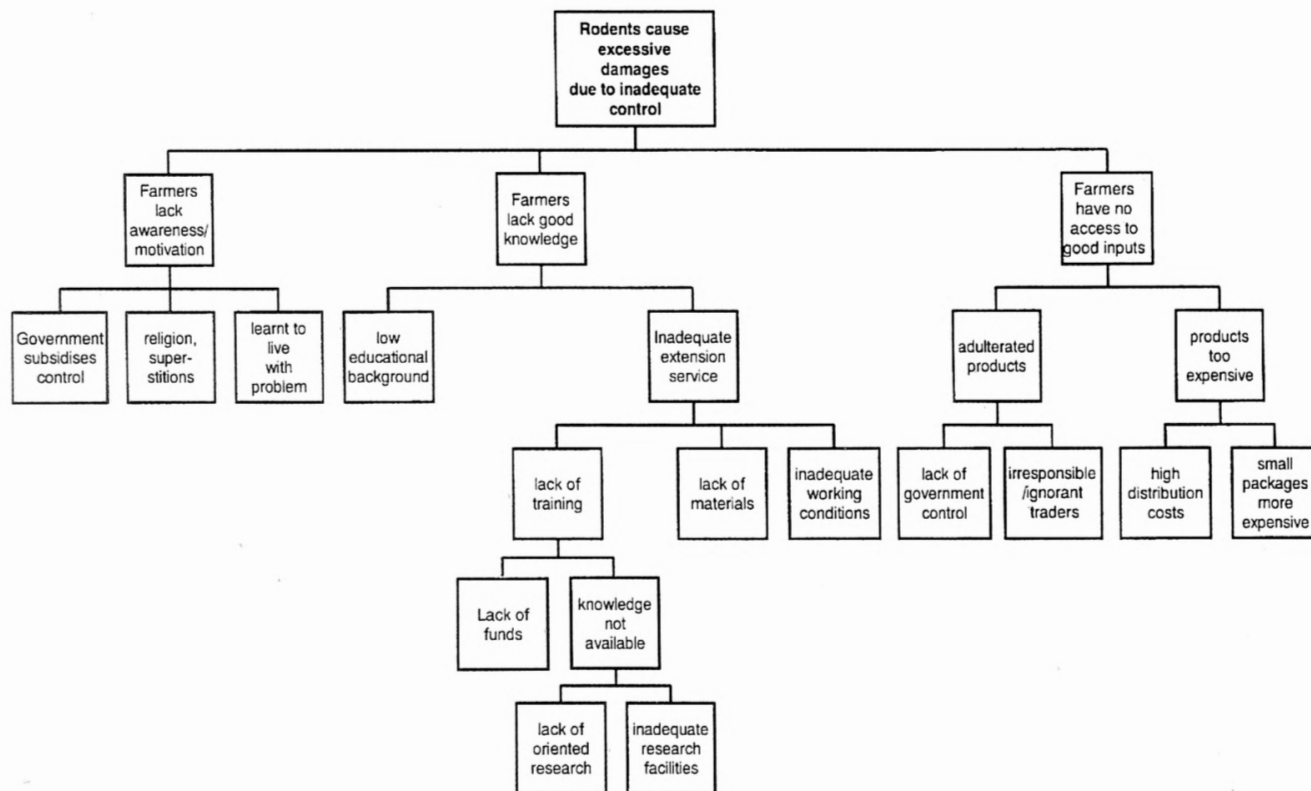 Rodents cause
excessive
damages
due to inadequate
control
Farmers
lack
awareness/
motivation
Farmers
lack good
knowledge
Farmers
have no
access to
good inputs
Government
subsidises
control
religion,
super-
stitions
learnt to
live
with
problem
low
educational
background
Inadequate
extension
service
adulterated
products
products
too
expensive
lack of
training
lack of
materials
inadequate
working
conditions
lack of
government
control
irresponsible
/ignorant
traders
high
distribution
costs
small
packages
more
expensive
Lack of
funds
knowledge
not
available
lack of
oriented
research
inadequate
research
facilities